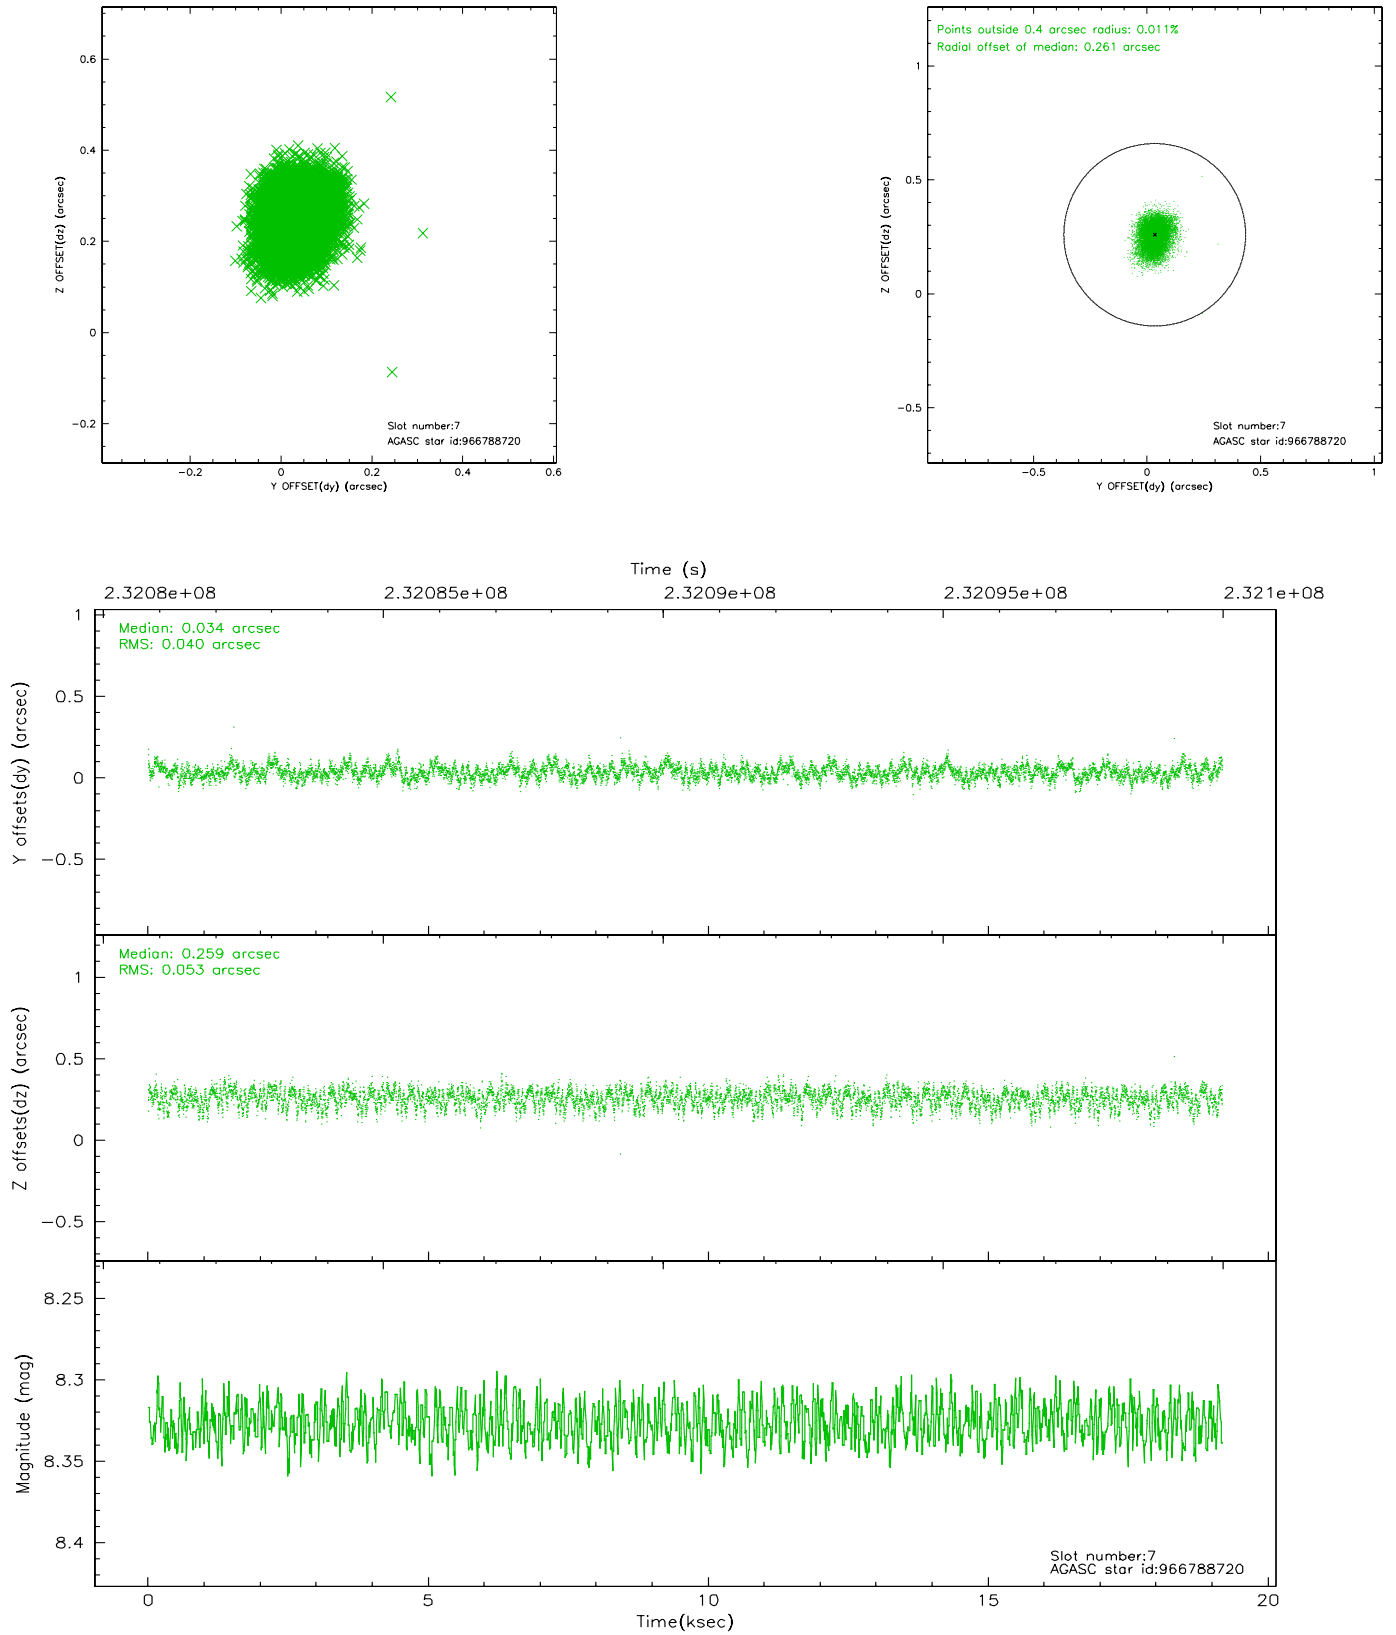 0.6
0.4
0.2
0
−0.2
Z OFFSET(dz) (arcsec)
Slot number:7
AGASC star id:966788720
−0.2 0 0.2 0.4 0.6
Y OFFSET(dy) (arcsec)
Points outside 0.4 arcsec radius: 0.011%
Radial offset of median: 0.261 arcsec
1
0.5
0
−0.5
Z OFFSET(dz) (arcsec)
Slot number:7
AGASC star id:966788720
−0.5 0 0.5 1
Y OFFSET(dy) (arcsec)
Time (s)
2.3208e+08 2.32085e+08 2.3209e+08 2.32095e+08 2.321e+08
Median: 0.034 arcsec
RMS: 0.040 arcsec
1
0.5
0
−0.5
Y offsets(dy) (arcsec)
Median: 0.259 arcsec
RMS: 0.053 arcsec
1
0.5
0
−0.5
Z offsets(dz) (arcsec)
8.25
8.3
8.35
8.4
Magnitude (mag)
Slot number:7
AGASC star id:966788720
0 5 10 15 20
Time(ksec)